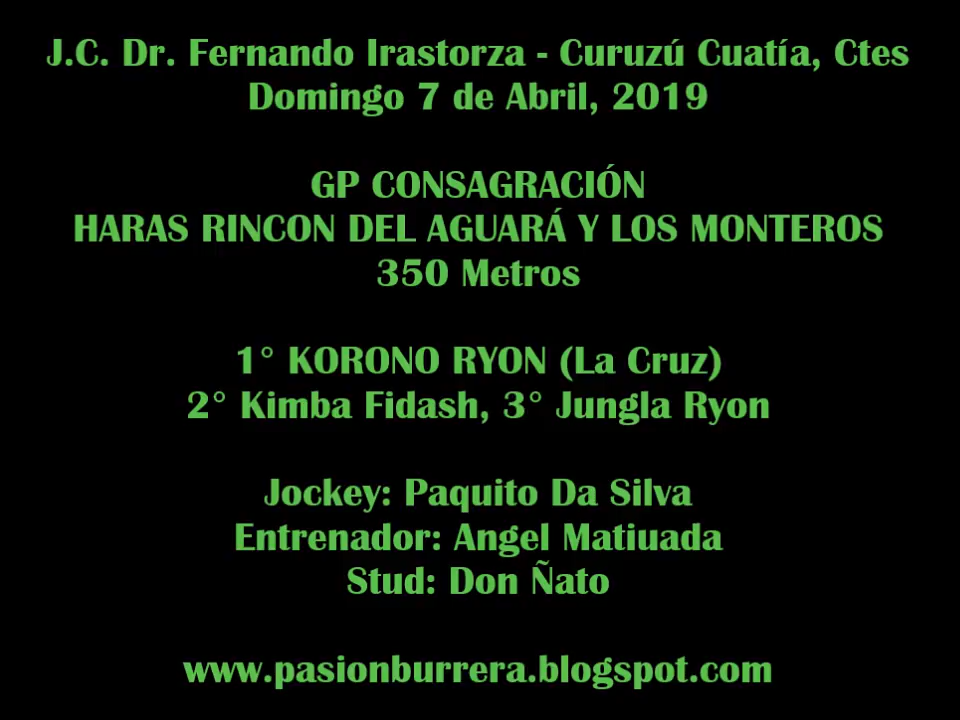 J.C. Dr. Fernando Irastorza - Curuzú Cuatía, Ctes
Domingo 7 de Abril, 2019
GP CONSAGRACIÓN
HARAS RINCON DEL AGUARÁ Y LOS MONTEROS
350 Metros
1° KORONO RYON (La Cruz)
2° Kimba Fidash, 3° Jungla Ryon
Jockey: Paquito Da Silva
Entrenador: Angel Matiuada
Stud: Don Ñato
www.pasionburrera.blogspot.com